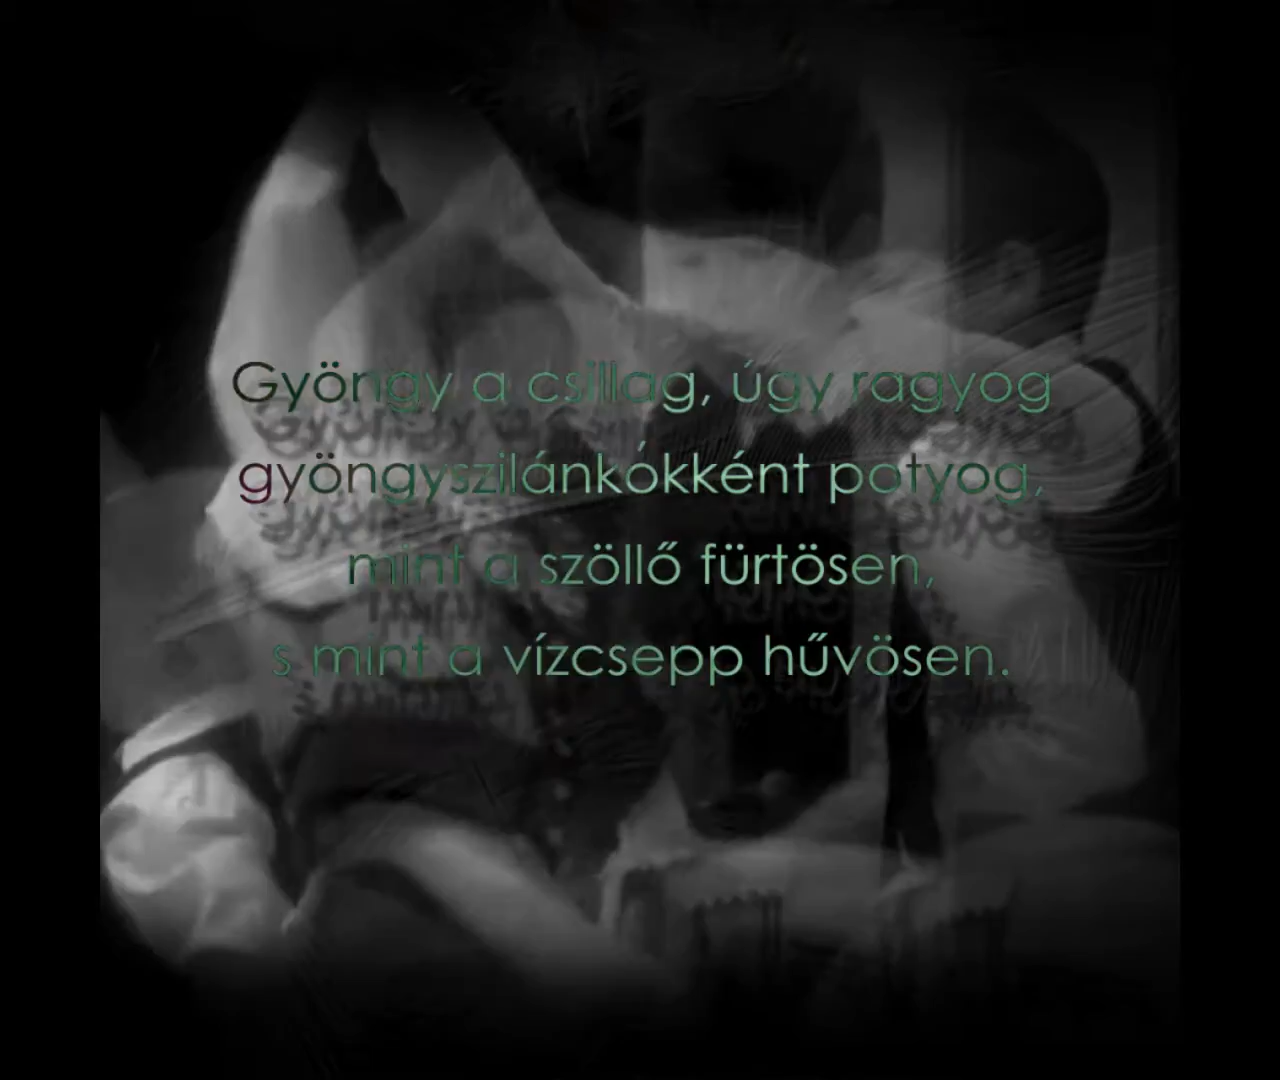 Gyöngy a csillag, úgy ragyog
gyöngyszilánkokként potyog,
mint a szöllő fürtösen,
s mint a vízcsepp hűvösen.